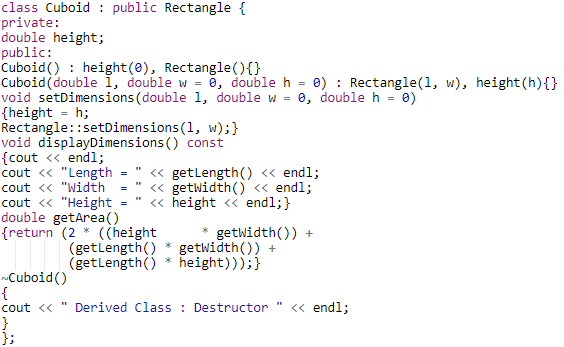 class Cuboid : public Rectangle {
private:
double height;
public:
Cuboid() : height(0), Rectangle(){}
Cuboid(double l, double w = 0, double h = 0) : Rectangle(l, w), height(h){}
void setDimensions(double l, double w = 0, double h = 0)
{height = h;
Rectangle::setDimensions(l, w);}
void displayDimensions() const
{cout << endl;
cout << "Length = " << getLength() << endl;
cout << "Width  = " << getWidth() << endl;
cout << "Height = " << height << endl;}
double getArea()
{return (2 * ((height      * getWidth()) +
         (getLength() * getWidth()) +
         (getLength() * height)));}
~Cuboid()
{
cout << " Derived Class : Destructor " << endl;
}
};